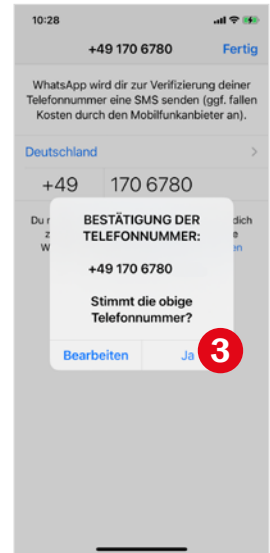 10:28
+49 170 6780 Fertig
WhatsApp wird dir zur Verifizierung deiner
Telefonnummer eine SMS senden (ggf. fallen
Kosten durch den Mobilfunkanbieter an).
Deutschland
+49 170 6780
BESTÄTIGUNG DER
TELEFONNUMMER:
+49 170 6780
Stimmt die obige
Telefonnummer?
Bearbeiten Ja
3